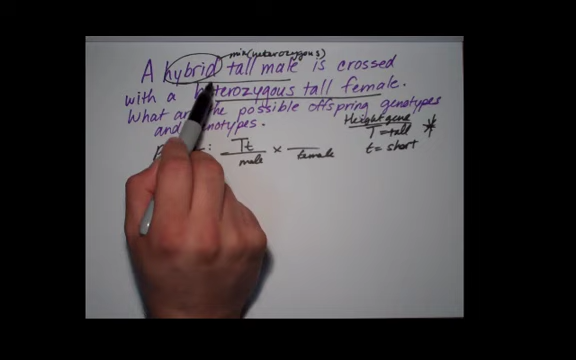 mix (heterozygous)
A hybrid tall male is crossed
with a heterozygous tall female.
What are the possible offspring genotypes
and
Height gene
T = tall
t = short
: Tt × 
male female